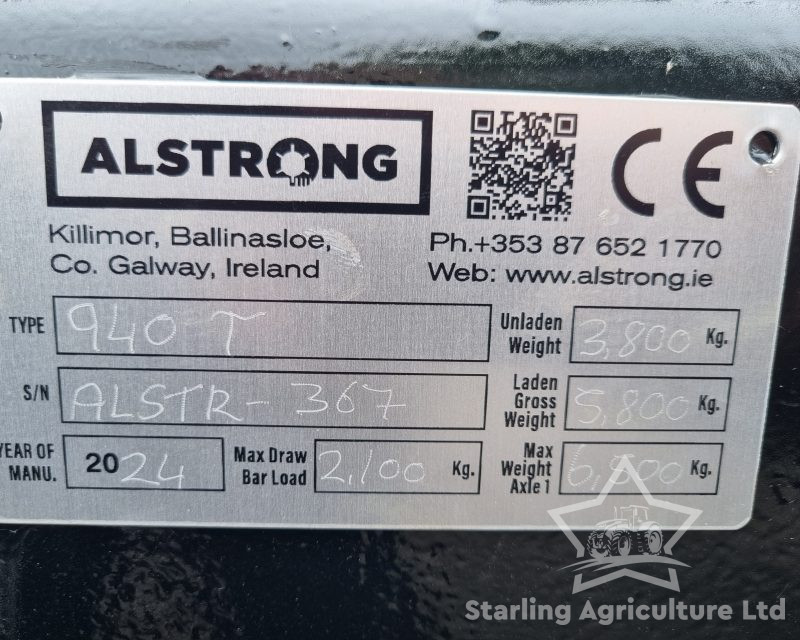 ALSTRONG
CE
Killimor, Ballinasloe,
Co. Galway, Ireland
Ph.+353 87 652 1770
Web: www.alstrong.ie
TYPE 940 T
Unladen Weight 3,800 Kg.
S/N ALSTR-367
Laden Gross Weight 5,800 Kg.
YEAR OF MANU. 2024
Max Draw Bar Load 2,100 Kg.
Max Weight Axle 1 6,800 Kg.
Starling Agriculture Ltd